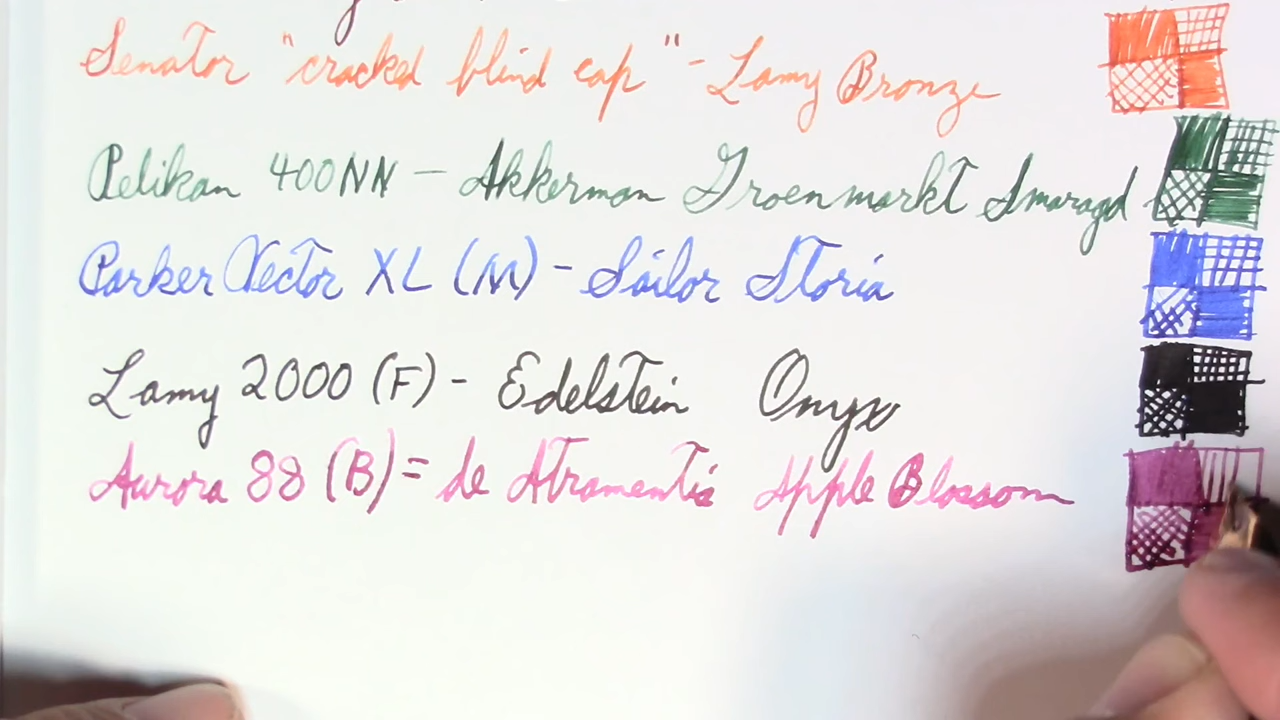 Senator "cracked blind cap" - Lamy Bronze
Pelikan 400NN - Akkerman Groenmarkt Smaragd
Parker Vector XL (M) - Sailor Storia
Lamy 2000 (F) - Edelstein Onyx
Aurora 88 (B) = de Atramentis Apple Blossom